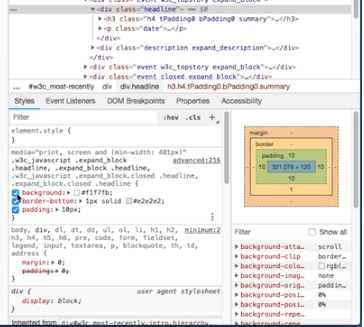 <div class="event w3c_topstory expand_block
<div class="headline"> == $0
<h3 class="h4 tPadding0 bPadding0 summary">…</h3>
<p class="date">…</p>
</div>
<div class="description expand_description">…</div>
</div>
<div class="event w3c_topstory
closed expand_block">…</div>
... #w3c_most-recently div div.headline h3.h4.tPadding0.bPadding0.summary
Styles Event Listeners DOM Breakpoints Properties Accessibility
Filter :hov .cls +
element.style {
}
media="print, screen and (min-width: 481px)"
.w3c_javascript .expand_block advanced:216
.headline, .expand_block .headline,
.w3c_javascript .expand_block.closed
.headline, .expand_block.closed .headline {
background: #f1f7fb;
border-bottom: 1px solid #e2e2e2;
padding: 10px;
}
body, div, dl, dt, dd, ul, ol, li, h1, h2, minimum:2
h3, h4, h5, h6, pre, code, form, fieldset,
legend, input, textarea, p, blockquote, th, td,
address {
margin: 0;
padding: 0;
}
div { user agent stylesheet
display: block;
}
Inherited from div#w3c_most-recently.intro.hierarchy…
margin -
border -
padding 10
10 321.078 × 120 10
10
1
-
Filter Show all
background-atta… scroll
background-clip border…
background-colo… rgb(…
background-imag… none
background-orig… paddin…
background-posi… 0%
background-posi… 0%
background-repe…